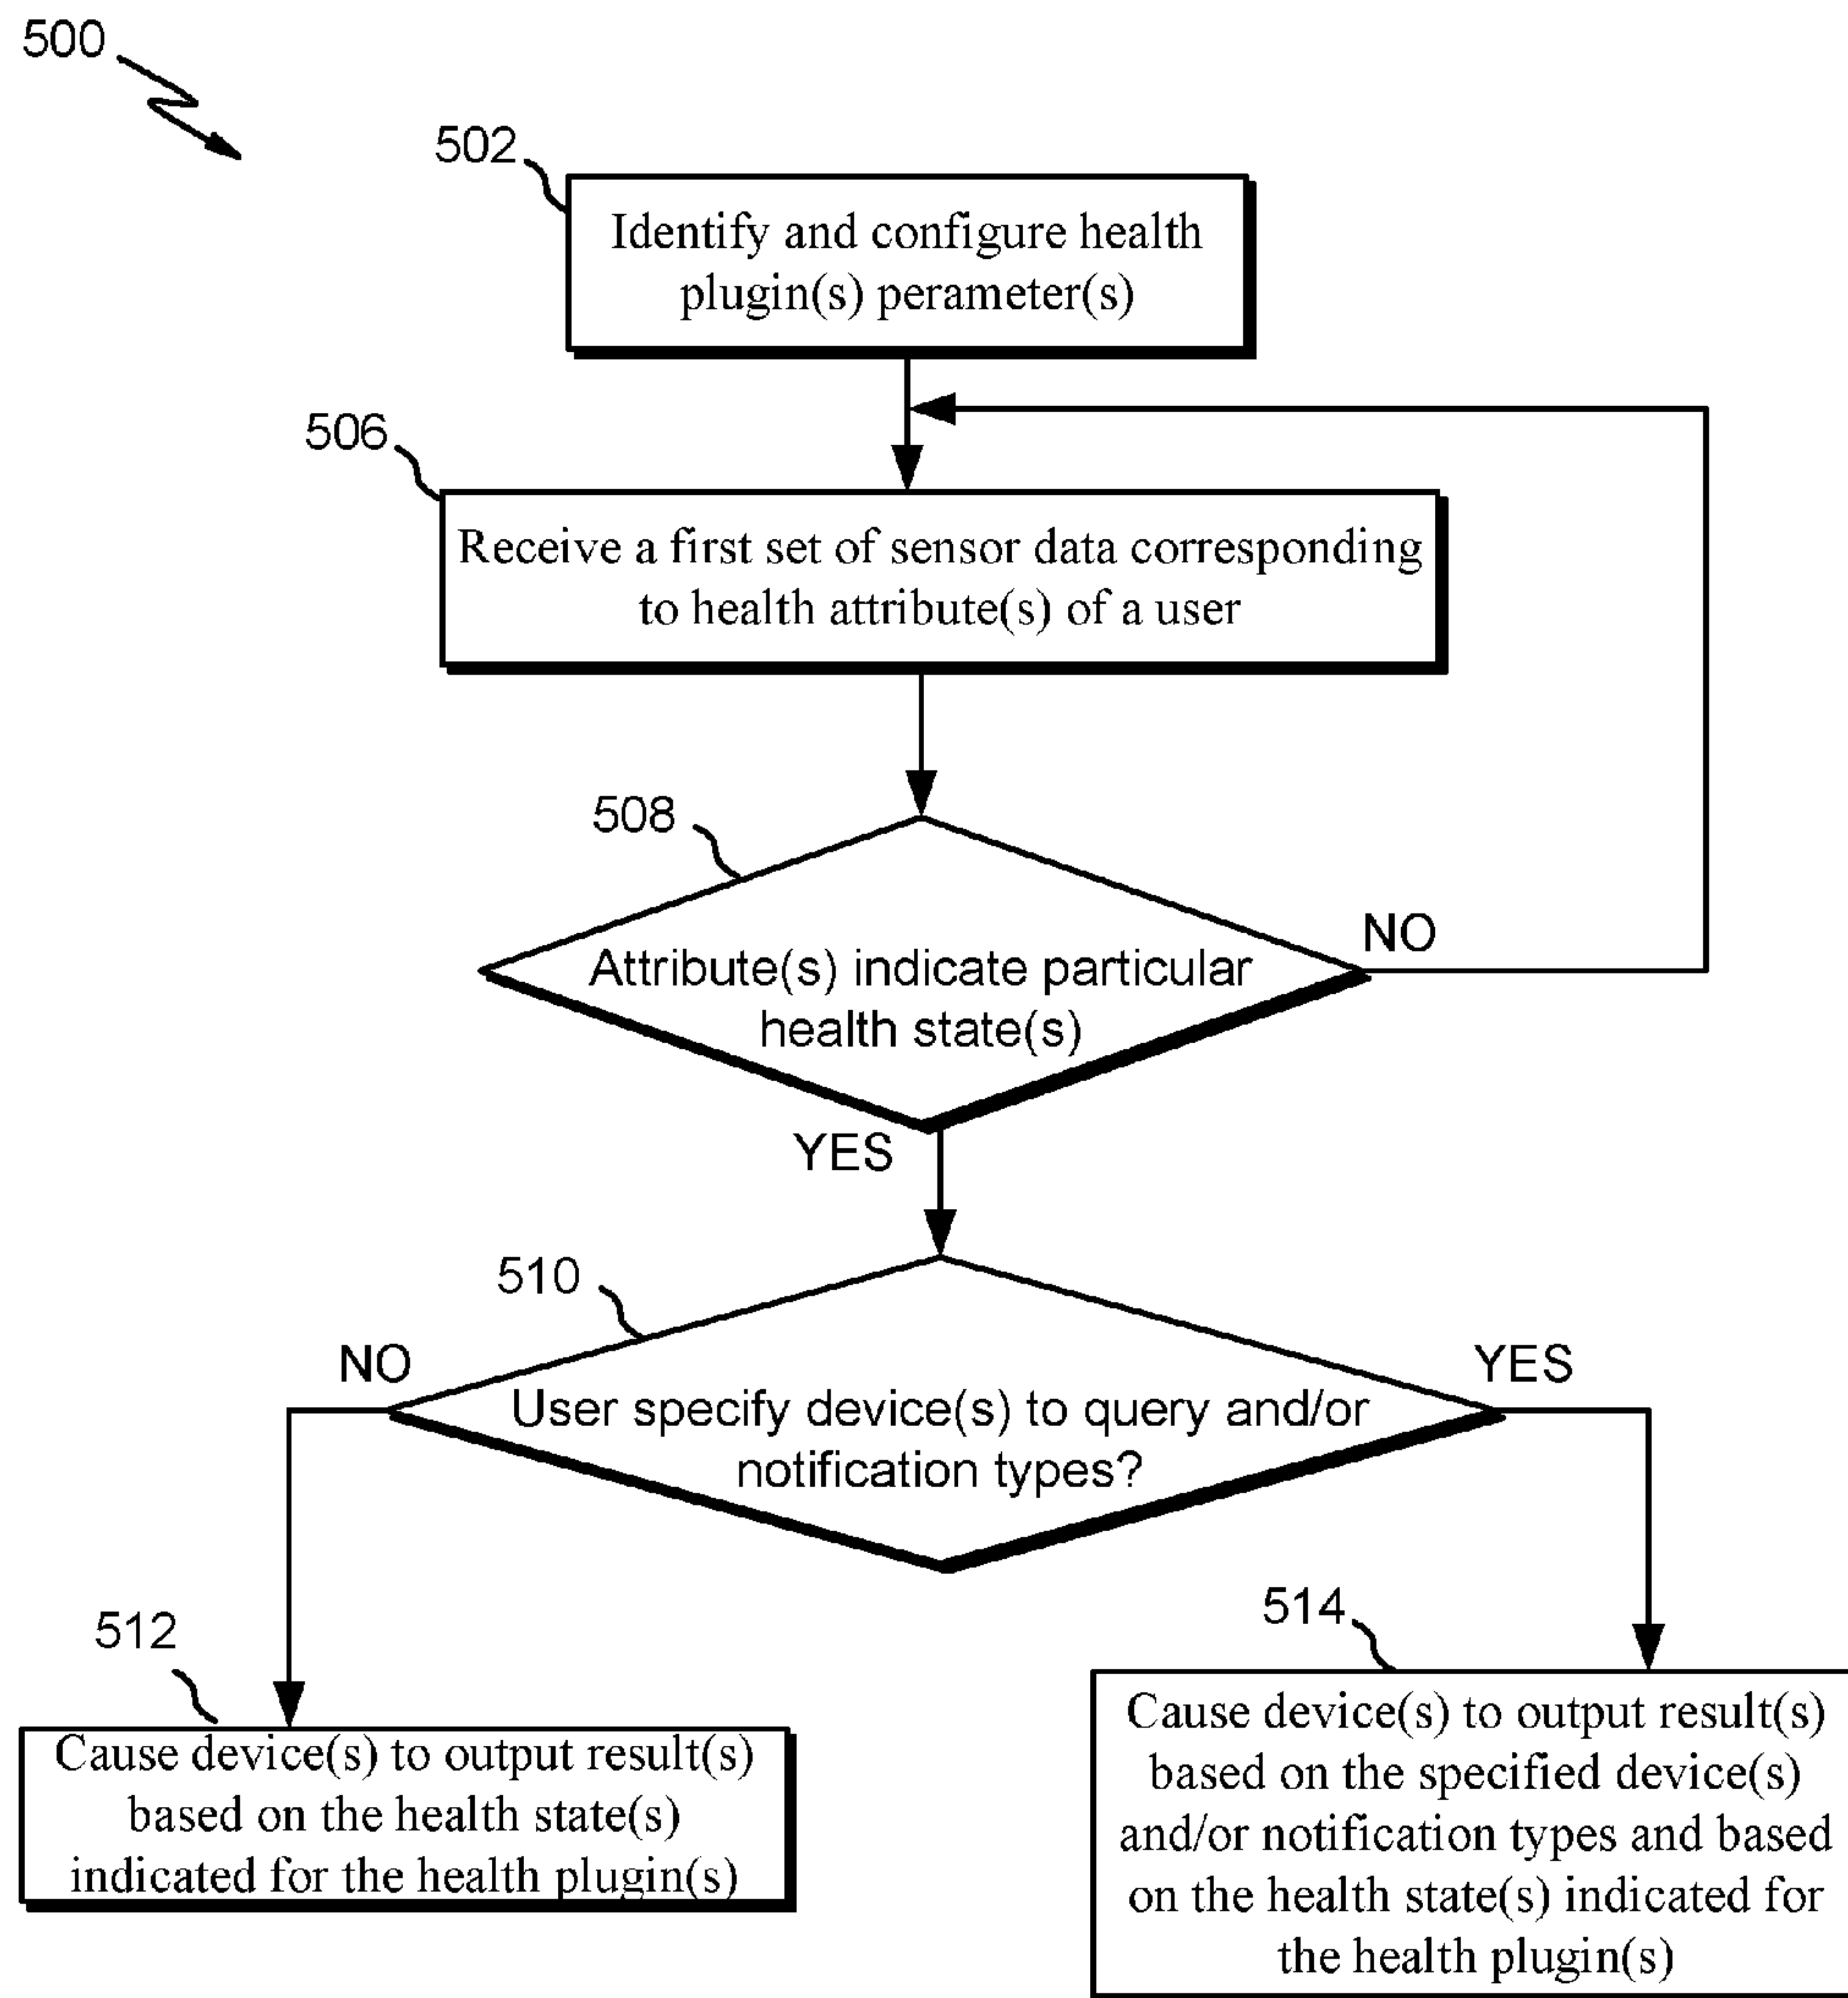 500
502
Identify and configure health
plugin(s) perameter(s)
506
Receive a first set of sensor data corresponding
to health attribute(s) of a user
508
Attribute(s) indicate particular
health state(s)
NO
YES
510
User specify device(s) to query and/or
notification types?
NO
YES
512
Cause device(s) to output result(s)
based on the health state(s)
indicated for the health plugin(s)
514
Cause device(s) to output result(s)
based on the specified device(s)
and/or notification types and based
on the health state(s) indicated for
the health plugin(s)